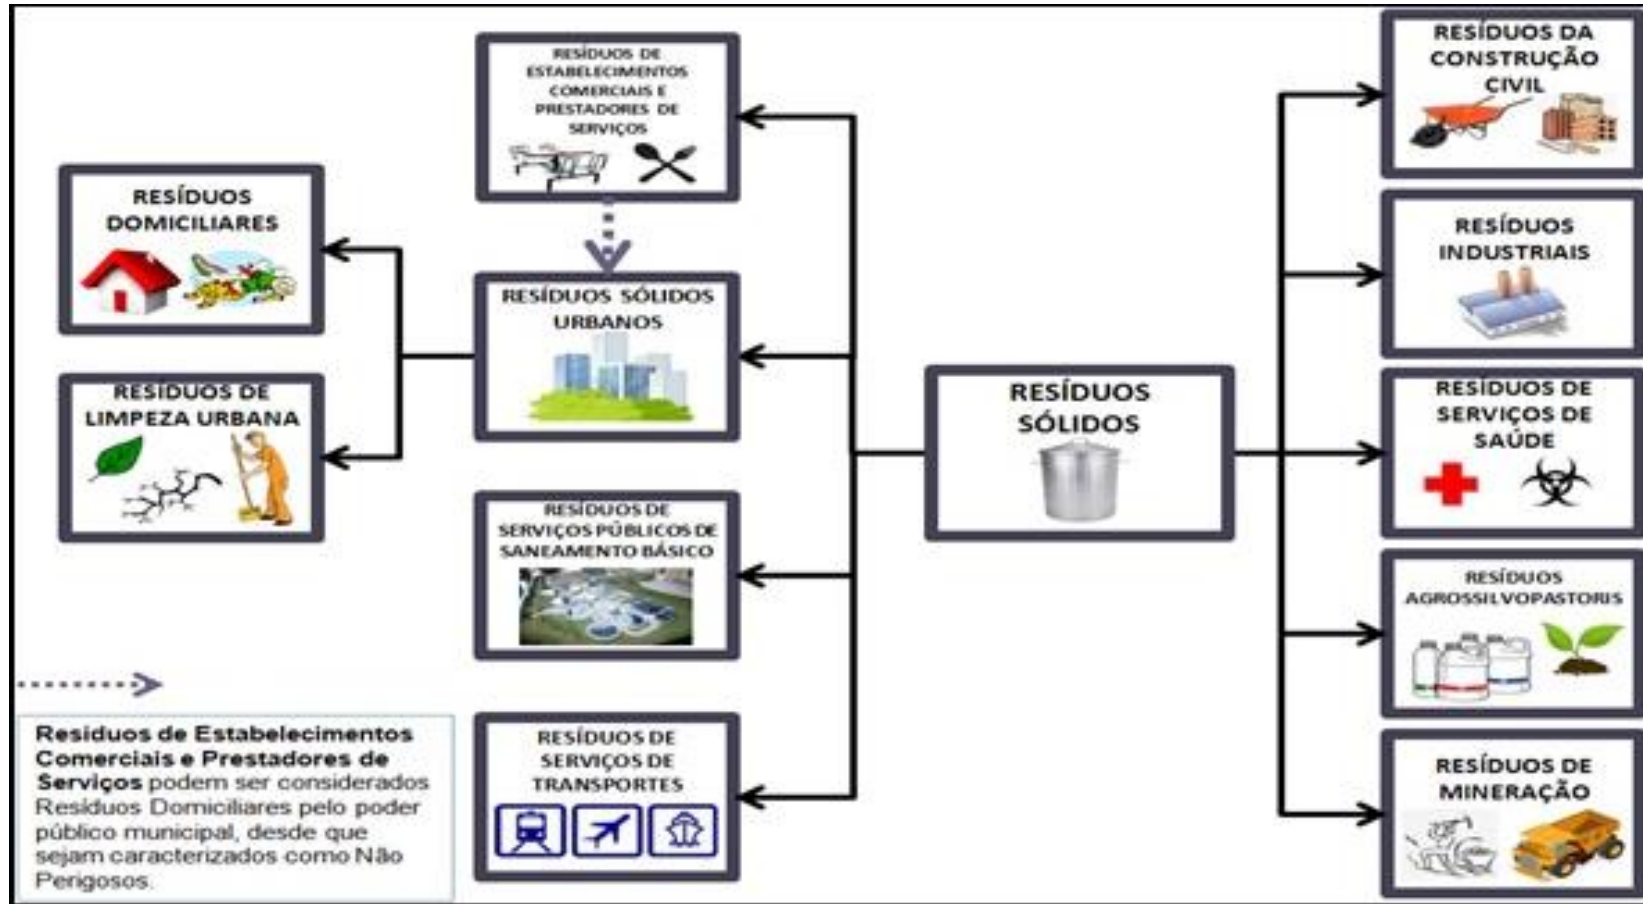 RESÍDUOS DE
ESTABELECIMENTOS
COMERCIAIS E
PRESTADORES DE
SERVIÇOS
RESÍDUOS
DOMICILIARES
RESÍDUOS SÓLIDOS
URBANOS
RESÍDUOS DE
LIMPEZA URBANA
RESÍDUOS DE
SERVIÇOS PÚBLICOS DE
SANEAMENTO BÁSICO
RESÍDUOS DE
SERVIÇOS DE
TRANSPORTES
Resíduos de Estabelecimentos
Comerciais e Prestadores de
Serviços podem ser considerados
Resíduos Domiciliares pelo poder
público municipal, desde que
sejam caracterizados como Não
Perigosos.
RESÍDUOS
SÓLIDOS
RESÍDUOS DA
CONSTRUÇÃO
CIVIL
RESÍDUOS
INDUSTRIAIS
RESÍDUOS DE
SERVIÇOS DE
SAÚDE
RESÍDUOS
AGROSSILVOPASTORIS
RESÍDUOS DE
MINERAÇÃO